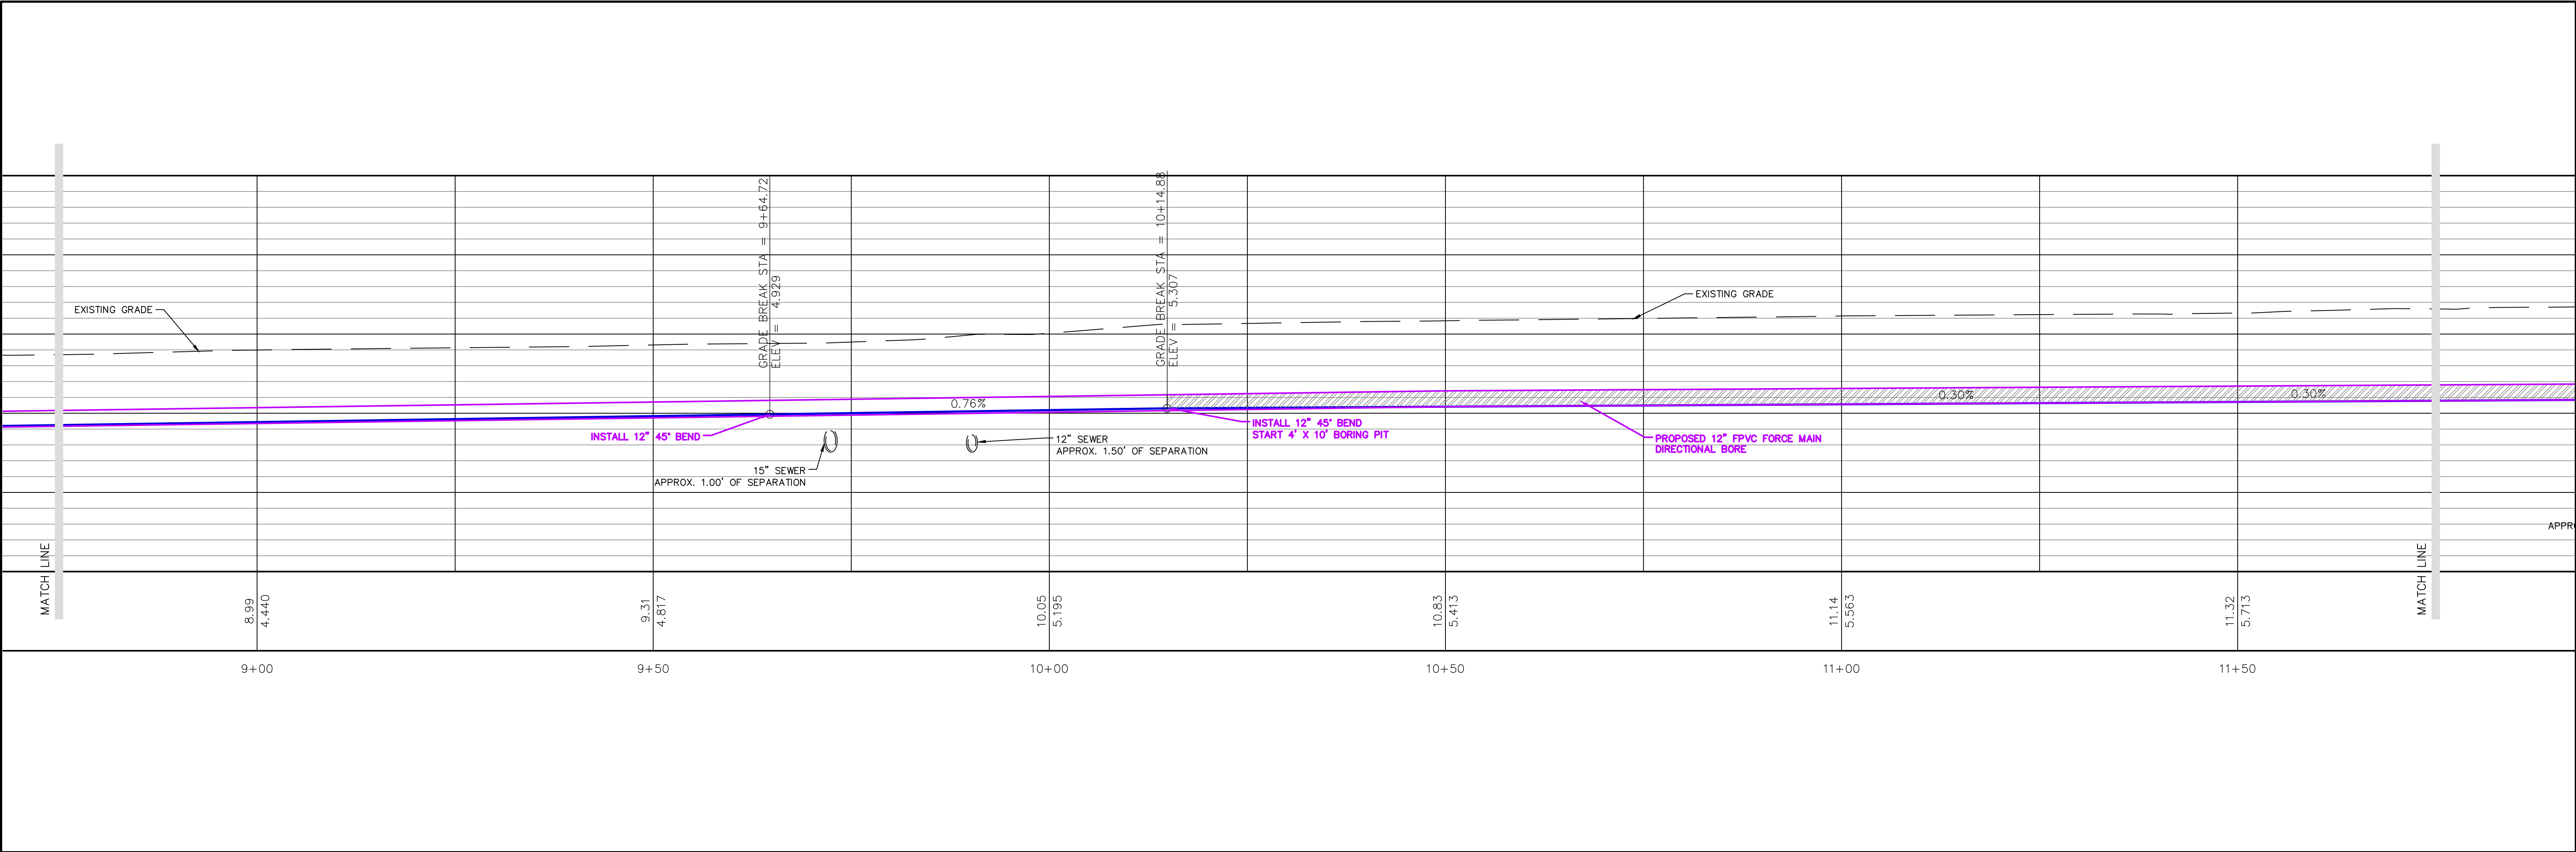 GRADE BREAK STA = 9+64.72
ELEV = 4.929
GRADE BREAK STA = 10+14.88
ELEV = 5.307
EXISTING GRADE
EXISTING GRADE
0.76%
0.30%
0.30%
INSTALL 12" 45° BEND
15" SEWER
APPROX. 1.00' OF SEPARATION
12" SEWER
APPROX. 1.50' OF SEPARATION
INSTALL 12" 45° BEND
START 4' X 10' BORING PIT
PROPOSED 12" FPVC FORCE MAIN
DIRECTIONAL BORE
MATCH LINE
MATCH LINE
8.99
4.440
9.31
4.817
10.05
5.195
10.83
5.413
11.14
5.563
11.32
5.713
9+00
9+50
10+00
10+50
11+00
11+50